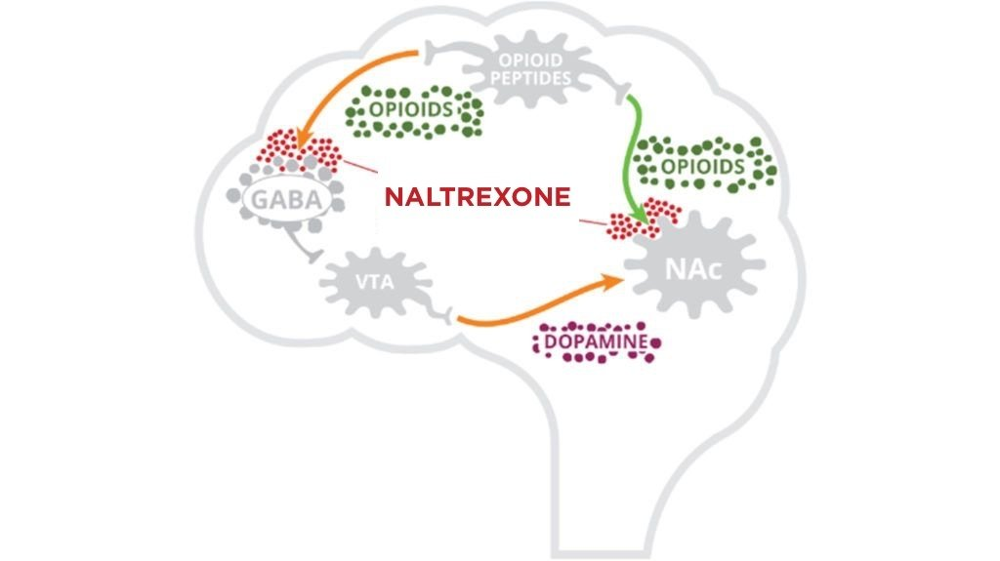 OPIOID
PEPTIDES
OPIOIDS
OPIOIDS
NALTREXONE
GABA
NAc
VTA
DOPAMINE